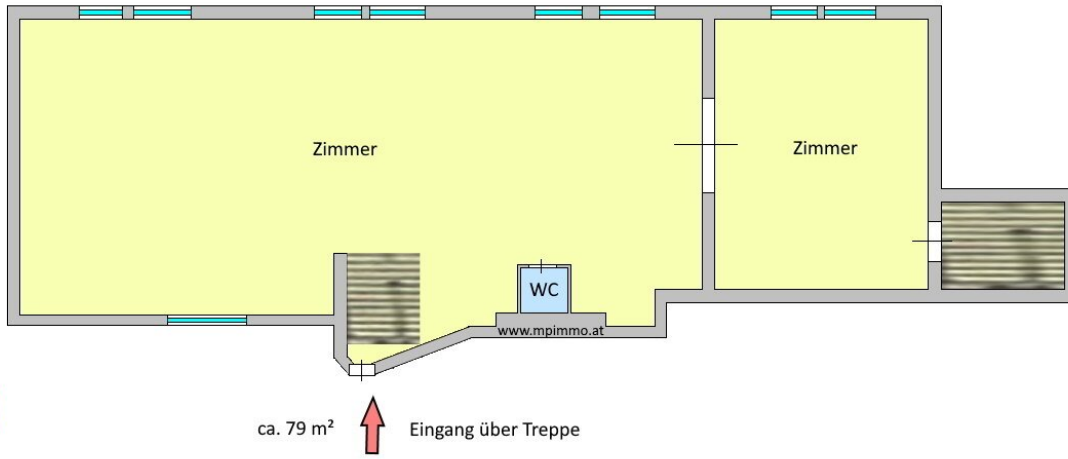 Zimmer
Zimmer
WC
www.mpimmo.at
ca. 79 m²
Eingang über Treppe